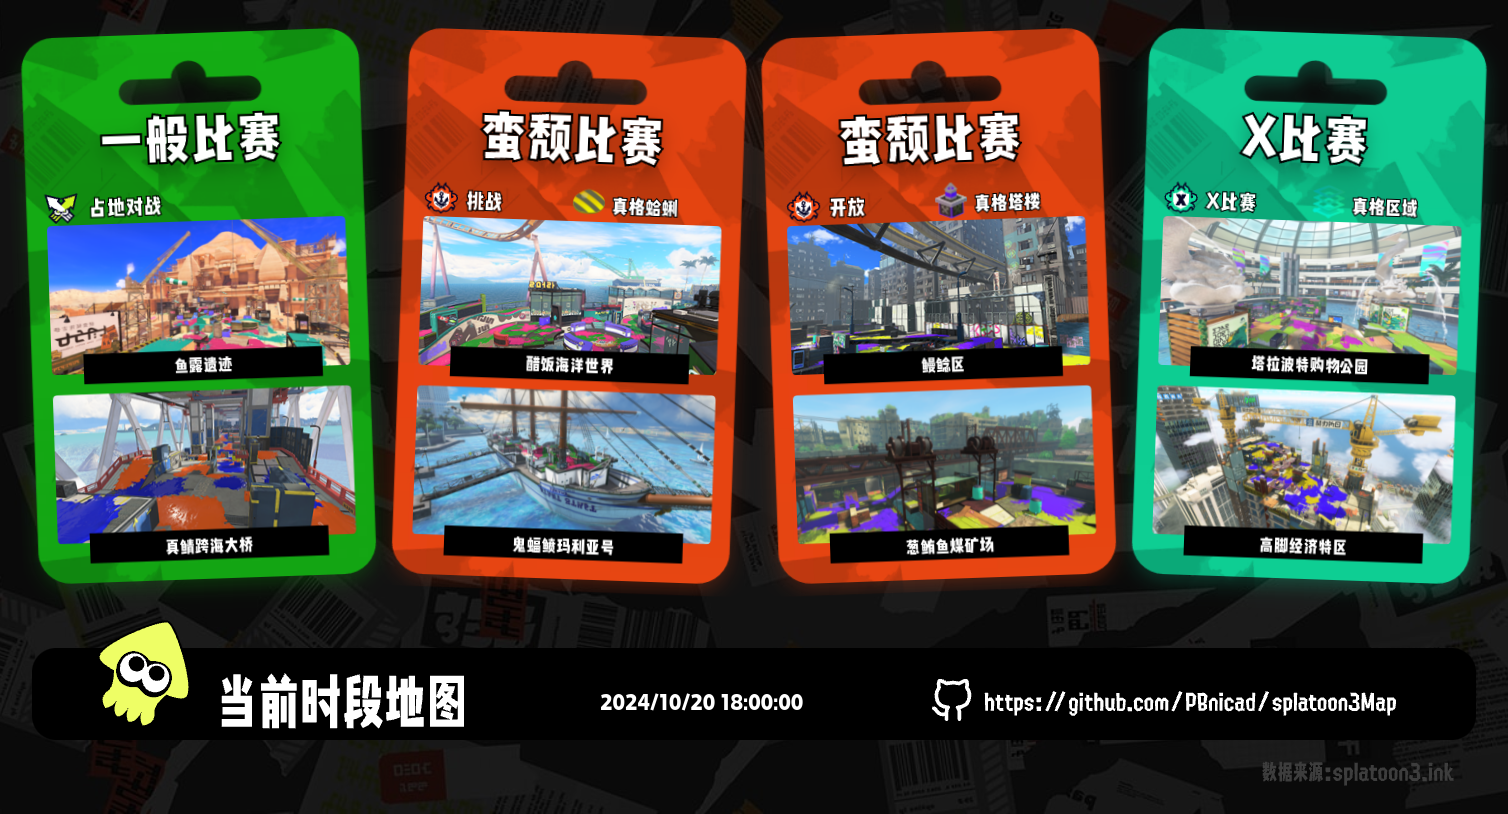 一般比赛
占地对战
鱼露遗迹
真鲭跨海大桥
蛮颓比赛
挑战
真格蛤蜊
醋饭海洋世界
鬼蝠鲼玛利亚号
蛮颓比赛
开放
真格塔楼
鳗鲶区
葱鲔鱼煤矿场
X比赛
X比赛
真格区域
塔拉波特购物公园
高脚经济特区
当前时段地图
2024/10/20 18:00:00
https://github.com/PBnicad/splatoon3Map
数据来源:splatoon3.ink